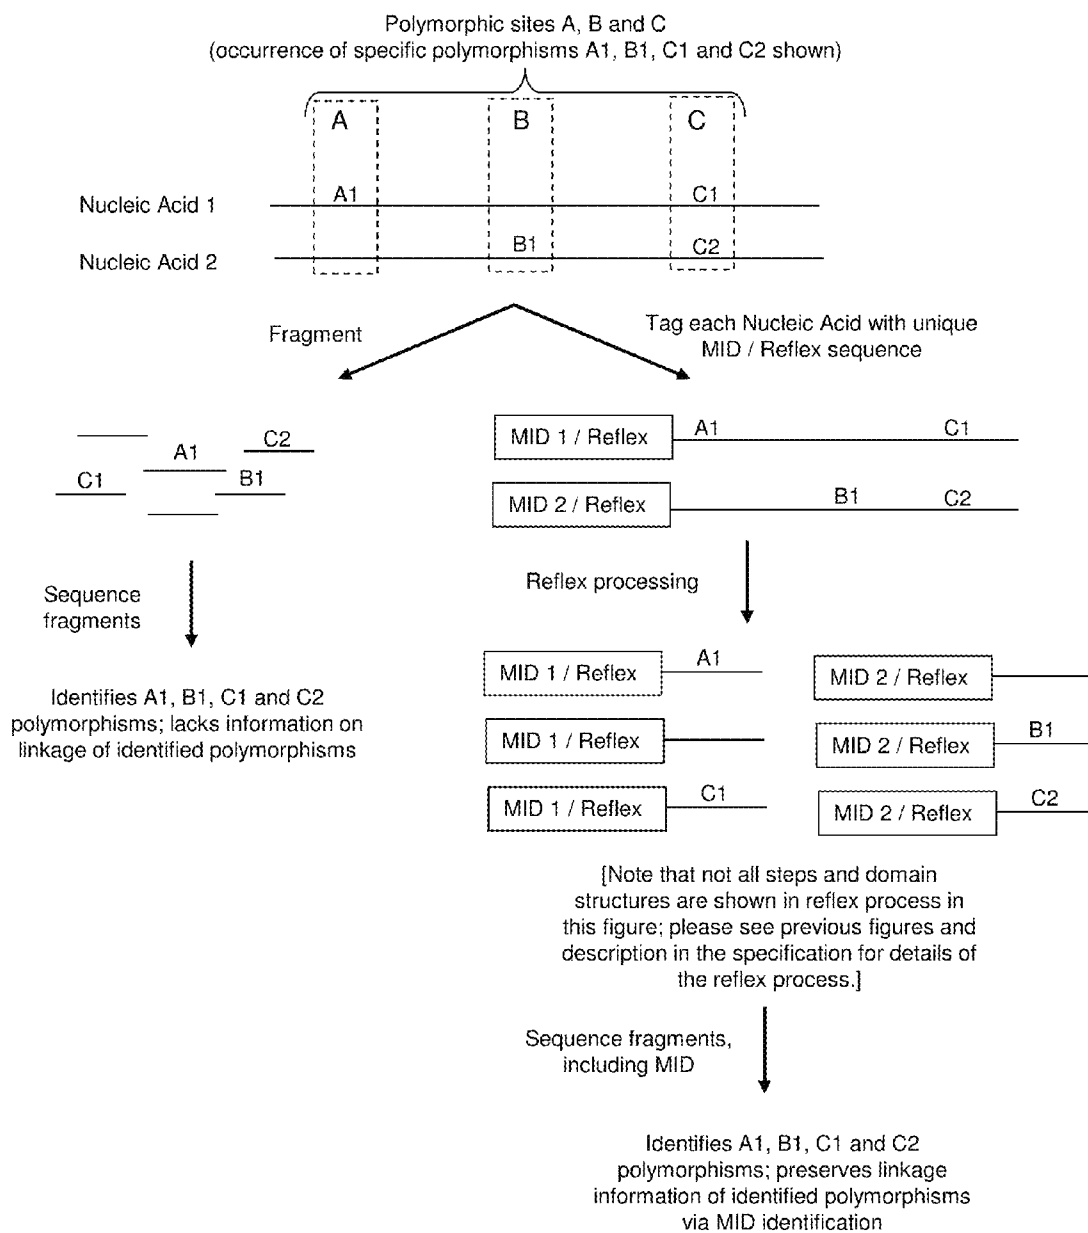 Polymorphic sites A, B and C
(occurrence of specific polymorphisms A1, B1, C1 and C2 shown)
A
B
C
Nucleic Acid 1
A1
C1
Nucleic Acid 2
B1
C2
Fragment
Tag each Nucleic Acid with unique
MID / Reflex sequence
C1
A1
B1
C2
MID 1 / Reflex
A1
C1
MID 2 / Reflex
B1
C2
Sequence
fragments
Reflex processing
Identifies A1, B1, C1 and C2
polymorphisms; lacks information on
linkage of identified polymorphisms
MID 1 / Reflex
A1
MID 1 / Reflex
MID 1 / Reflex
C1
MID 2 / Reflex
MID 2 / Reflex
B1
MID 2 / Reflex
C2
[Note that not all steps and domain
structures are shown in reflex process in
this figure; please see previous figures and
description in the specification for details of
the reflex process.]
Sequence fragments,
including MID
Identifies A1, B1, C1 and C2
polymorphisms; preserves linkage
information of identified polymorphisms
via MID identification